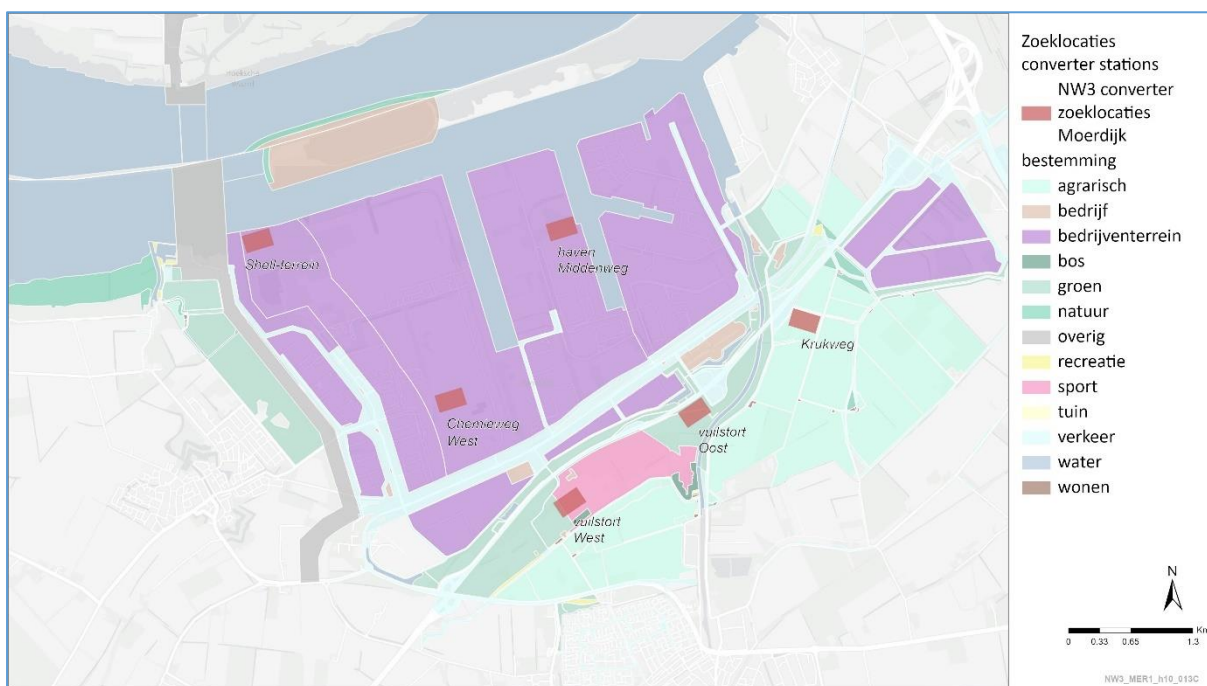 Zoeklocaties
converter stations
NW3 converter
zoeklocaties
Moerdijk
bestemming
agrarisch
bedrijf
bedrijventerrein
bos
groen
natuur
overig
recreatie
sport
tuin
verkeer
water
wonen
Shell-terrein
haven
Middenweg
Krukweg
Chemieweg
West
vuilstort
Oost
vuilstort
West
N
0 0.33 0.65 1.3
NW3_MER1_h10_013C